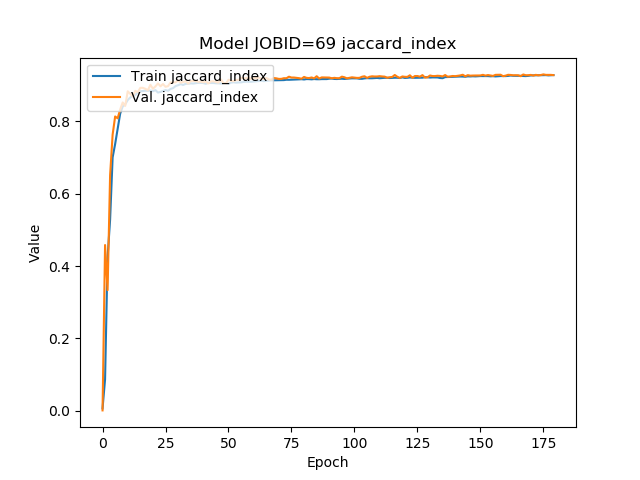 Model JOBID=69 jaccard_index
Train jaccard_index
Val. jaccard_index
Value
0.8
0.6
0.4
0.2
0.0
0 25 50 75 100 125 150 175
Epoch